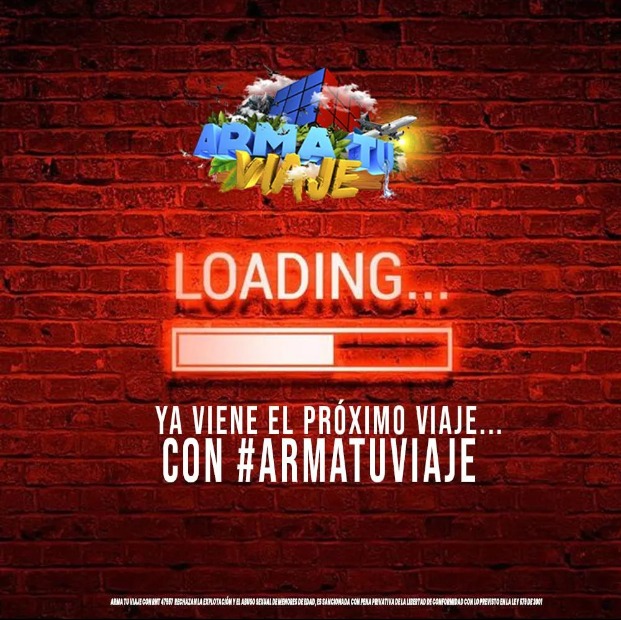 ARMA TU
VIAJE
LOADING...
YA VIENE EL PRÓXIMO VIAJE...
CON #ARMATUVIAJE
ARMA TU VIAJE CON RNT 47987 RECHAZAN LA EXPLOTACIÓN Y EL ABUSO SEXUAL DE MENORES DE EDAD, ES SANCIONADA CON PENA PRIVATIVA DE LA LIBERTAD DE CONFORMIDAD CON LO PREVISTO EN LA LEY 679 DE 2001